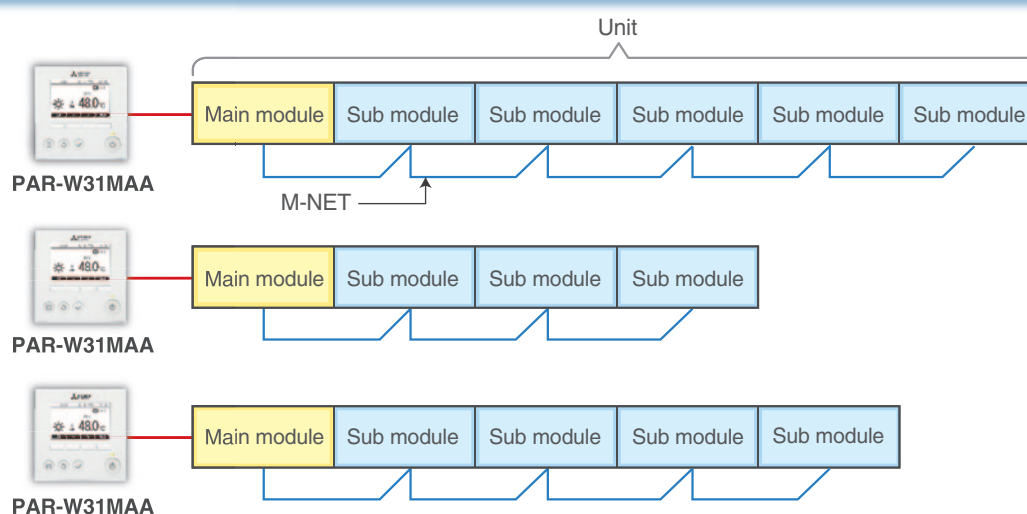 Unit
Main module Sub module Sub module Sub module Sub module Sub module
48.0
PAR-W31MAA
M-NET
Main module Sub module Sub module Sub module
48.0
PAR-W31MAA
Main module Sub module Sub module Sub module Sub module
48.0
PAR-W31MAA